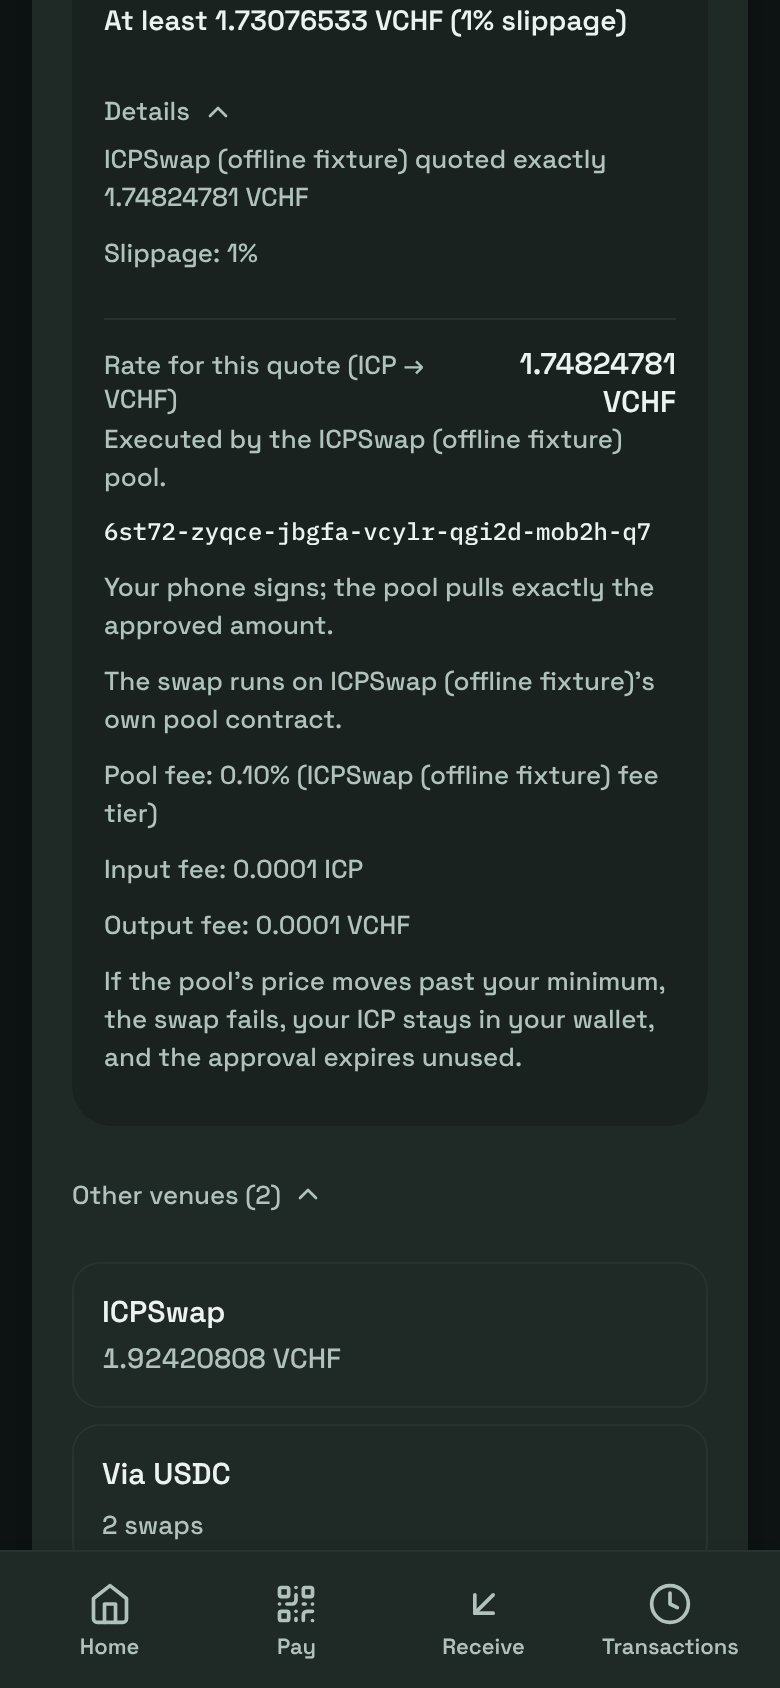 At least 1.73076533 VCHF (1% slippage)
Details
ICPSwap (offline fixture) quoted exactly
1.74824781 VCHF
Slippage: 1%
Rate for this quote (ICP → VCHF)
1.74824781 VCHF
Executed by the ICPSwap (offline fixture)
pool.
6st72-zyqce-jbgfa-vcylr-qgi2d-mob2h-q7
Your phone signs; the pool pulls exactly the
approved amount.
The swap runs on ICPSwap (offline fixture)’s
own pool contract.
Pool fee: 0.10% (ICPSwap (offline fixture) fee
tier)
Input fee: 0.0001 ICP
Output fee: 0.0001 VCHF
If the pool’s price moves past your minimum,
the swap fails, your ICP stays in your wallet,
and the approval expires unused.
Other venues (2)
ICPSwap
1.92420808 VCHF
Via USDC
2 swaps
Home
Pay
Receive
Transactions